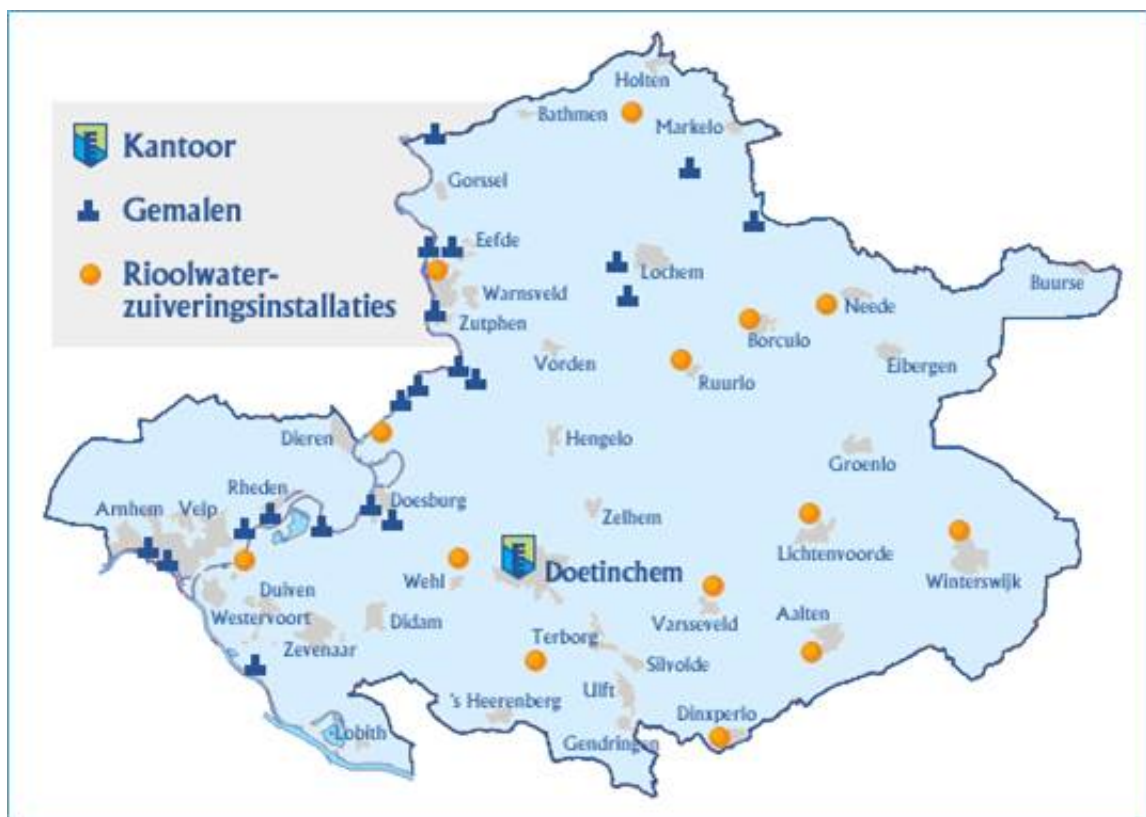 Kantoor
Gemalen
Rioolwater-
zuiveringsinstallaties
Holten
Bathmen
Markelo
Gorssel
Eefde
Lochem
Buurse
Warnsveld
Neede
Zutphen
Borculo
Vorden
Eibergen
Ruurlo
Dieren
Hengelo
Groenlo
Rheden
Doesburg
Arnhem
Velp
Zelhem
Lichtenvoorde
Doetinchem
Winterswijk
Wehl
Duiven
Westervoort
Didam
Varsseveld
Aalten
Zevenaar
Terborg
Silvolde
's Heerenberg
Ulft
Dinxperlo
Lobith
Gendringen